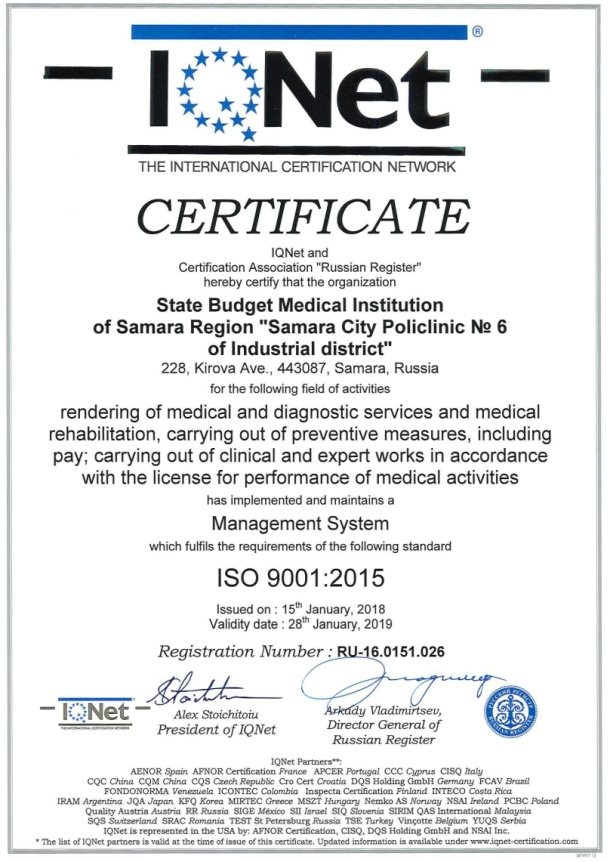 IQNet ®
THE INTERNATIONAL CERTIFICATION NETWORK
CERTIFICATE
IQNet and
Certification Association "Russian Register"
hereby certify that the organization
State Budget Medical Institution
of Samara Region "Samara City Policlinic № 6
of Industrial district"
228, Kirova Ave., 443087, Samara, Russia
for the following field of activities
rendering of medical and diagnostic services and medical
rehabilitation, carrying out of preventive measures, including
pay; carrying out of clinical and expert works in accordance
with the license for performance of medical activities
has implemented and maintains a
Management System
which fulfils the requirements of the following standard
ISO 9001:2015
Issued on : 15th January, 2018
Validity date : 28th January, 2019
Registration Number : RU-16.0151.026
IQNet
THE INTERNATIONAL CERTIFICATION NETWORK
Alex Stoichitoiu
President of IQNet
Arkady Vladimirtsev,
Director General of
Russian Register
IQNet Partners**:
AENOR Spain AFNOR Certification France APCER Portugal CCC Cyprus CISQ Italy
CQC China CQM China CQS Czech Republic Cro Cert Croatia DQS Holding GmbH Germany FCAV Brazil
FONDONORMA Venezuela ICONTEC Colombia Inspecta Certification Finland INTECO Costa Rica
IRAM Argentina JQA Japan KFQ Korea MIRTEC Greece MSZT Hungary Nemko AS Norway NSAI Ireland PCBC Poland
Quality Austria Austria RR Russia SIGE México SII Israel SIQ Slovenia SIRIM QAS International Malaysia
SQS Switzerland SRAC Romania TEST St Petersburg Russia TSE Turkey Vinçotte Belgium YUQS Serbia
IQNet is represented in the USA by: AFNOR Certification, CISQ, DQS Holding GmbH and NSAI Inc.
* The list of IQNet partners is valid at the time of issue of this certificate. Updated information is available under www.iqnet-certification.com